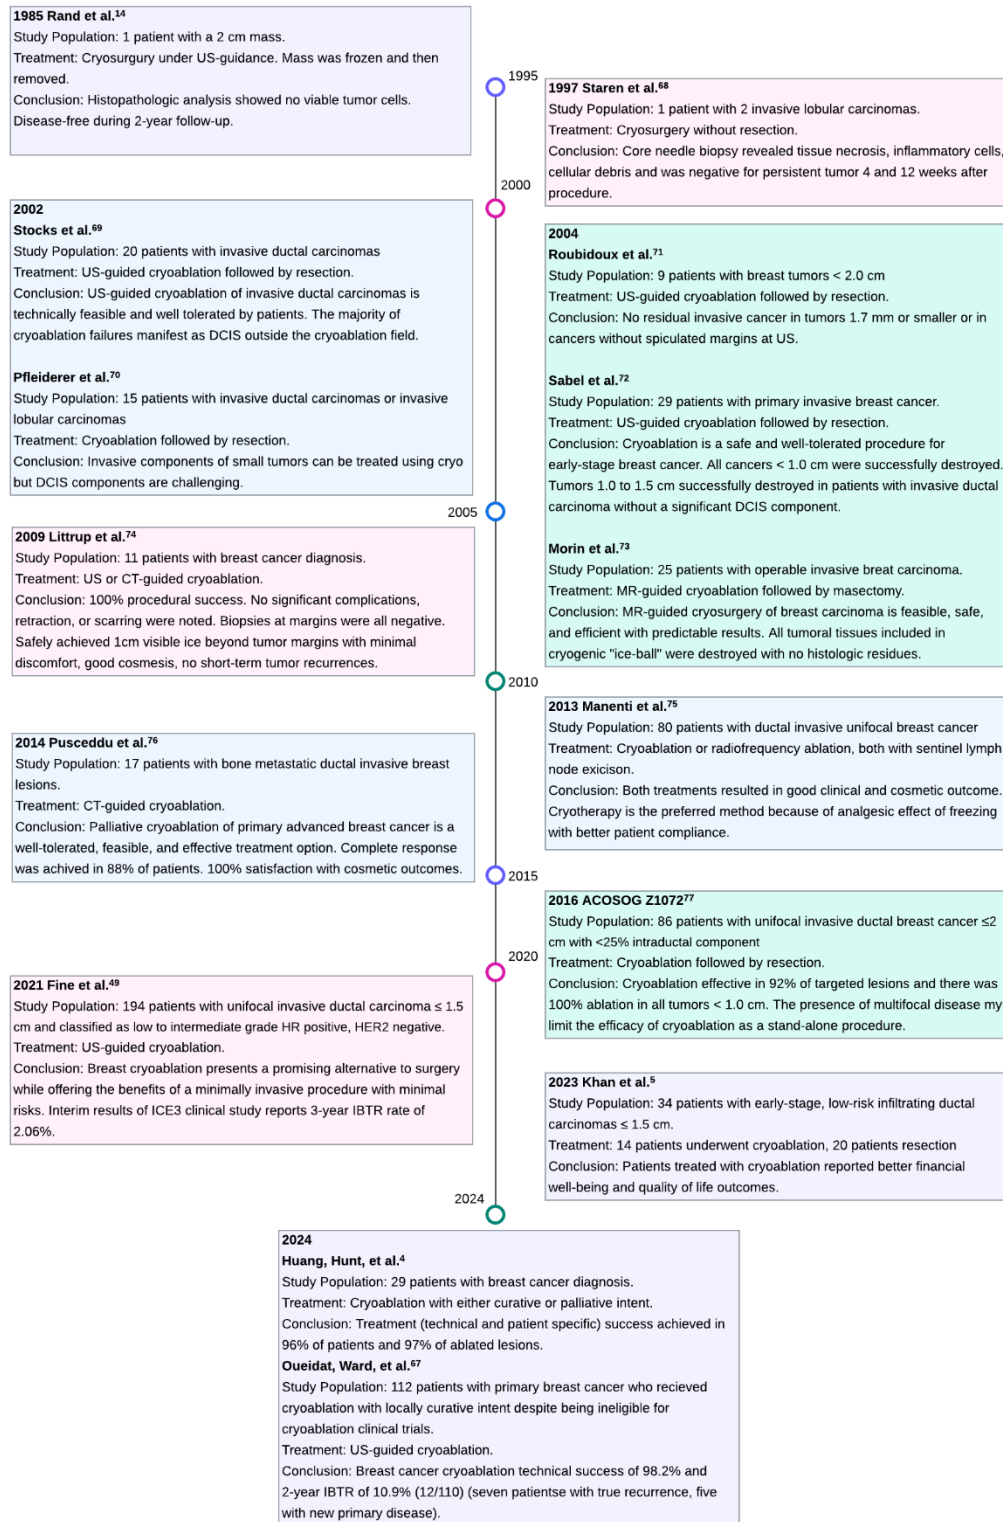 1985 Rand et al.14
Study Population: 1 patient with a 2 cm mass.
Treatment: Cryosurgury under US-guidance. Mass was frozen and then
removed.
Conclusion: Histopathologic analysis showed no viable tumor cells.
Disease-free during 2-year follow-up.
1995
1997 Staren et al.68
Study Population: 1 patient with 2 invasive lobular carcinomas.
Treatment: Cryosurgery without resection.
Conclusion: Core needle biopsy revealed tissue necrosis, inflammatory cells,
cellular debris and was negative for persistent tumor 4 and 12 weeks after
procedure.
2000
2002
Stocks et al.69
Study Population: 20 patients with invasive ductal carcinomas
Treatment: US-guided cryoablation followed by resection.
Conclusion: US-guided cryoablation of invasive ductal carcinomas is
technically feasible and well tolerated by patients. The majority of
cryoablation failures manifest as DCIS outside the cryoablation field.
Pfleiderer et al.70
Study Population: 15 patients with invasive ductal carcinomas or invasive
lobular carcinomas
Treatment: Cryoablation followed by resection.
Conclusion: Invasive components of small tumors can be treated using cryo
but DCIS components are challenging.
2004
Roubidoux et al.71
Study Population: 9 patients with breast tumors < 2.0 cm
Treatment: US-guided cryoablation followed by resection.
Conclusion: No residual invasive cancer in tumors 1.7 mm or smaller or in
cancers without spiculated margins at US.
Sabel et al.72
Study Population: 29 patients with primary invasive breast cancer.
Treatment: US-guided cryoablation followed by resection.
Conclusion: Cryoablation is a safe and well-tolerated procedure for
early-stage breast cancer. All cancers < 1.0 cm were successfully destroyed.
Tumors 1.0 to 1.5 cm successfully destroyed in patients with invasive ductal
carcinoma without a significant DCIS component.
Morin et al.73
Study Population: 25 patients with operable invasive breat carcinoma.
Treatment: MR-guided cryoablation followed by masectomy.
Conclusion: MR-guided cryosurgery of breast carcinoma is feasible, safe,
and efficient with predictable results. All tumoral tissues included in
cryogenic "ice-ball" were destroyed with no histologic residues.
2005
2009 Littrup et al.74
Study Population: 11 patients with breast cancer diagnosis.
Treatment: US or CT-guided cryoablation.
Conclusion: 100% procedural success. No significant complications,
retraction, or scarring were noted. Biopsies at margins were all negative.
Safely achieved 1cm visible ice beyond tumor margins with minimal
discomfort, good cosmesis, no short-term tumor recurrences.
2010
2013 Manenti et al.75
Study Population: 80 patients with ductal invasive unifocal breast cancer
Treatment: Cryoablation or radiofrequency ablation, both with sentinel lymph
node exicison.
Conclusion: Both treatments resulted in good clinical and cosmetic outcome.
Cryotherapy is the preferred method because of analgesic effect of freezing
with better patient compliance.
2014 Pusceddu et al.76
Study Population: 17 patients with bone metastatic ductal invasive breast
lesions.
Treatment: CT-guided cryoablation.
Conclusion: Palliative cryoablation of primary advanced breast cancer is a
well-tolerated, feasible, and effective treatment option. Complete response
was achived in 88% of patients. 100% satisfaction with cosmetic outcomes.
2015
2016 ACOSOG Z107277
Study Population: 86 patients with unifocal invasive ductal breast cancer ≤2
cm with <25% intraductal component
Treatment: Cryoablation followed by resection.
Conclusion: Cryoablation effective in 92% of targeted lesions and there was
100% ablation in all tumors < 1.0 cm. The presence of multifocal disease my
limit the efficacy of cryoablation as a stand-alone procedure.
2020
2021 Fine et al.49
Study Population: 194 patients with unifocal invasive ductal carcinoma ≤ 1.5
cm and classified as low to intermediate grade HR positive, HER2 negative.
Treatment: US-guided cryoablation.
Conclusion: Breast cryoablation presents a promising alternative to surgery
while offering the benefits of a minimally invasive procedure with minimal
risks. Interim results of ICE3 clinical study reports 3-year IBTR rate of
2.06%.
2023 Khan et al.5
Study Population: 34 patients with early-stage, low-risk infiltrating ductal
carcinomas ≤ 1.5 cm.
Treatment: 14 patients underwent cryoablation, 20 patients resection
Conclusion: Patients treated with cryoablation reported better financial
well-being and quality of life outcomes.
2024
2024
Huang, Hunt, et al.4
Study Population: 29 patients with breast cancer diagnosis.
Treatment: Cryoablation with either curative or palliative intent.
Conclusion: Treatment (technical and patient specific) success achieved in
96% of patients and 97% of ablated lesions.
Oueidat, Ward, et al.67
Study Population: 112 patients with primary breast cancer who recieved
cryoablation with locally curative intent despite being ineligible for
cryoablation clinical trials.
Treatment: US-guided cryoablation.
Conclusion: Breast cancer cryoablation technical success of 98.2% and
2-year IBTR of 10.9% (12/110) (seven patientse with true recurrence, five
with new primary disease).